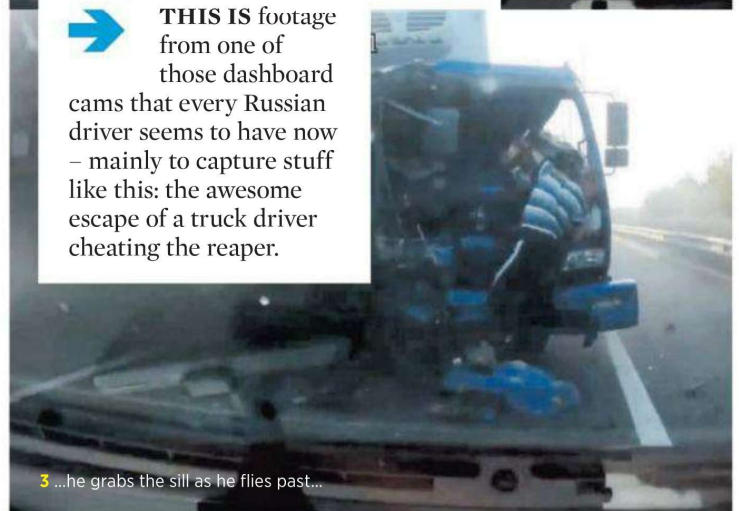 THIS IS footage
from one of
those dashboard
cams that every Russian
driver seems to have now
– mainly to capture stuff
like this: the awesome
escape of a truck driver
cheating the reaper.
3 ...he grabs the sill as he flies past...